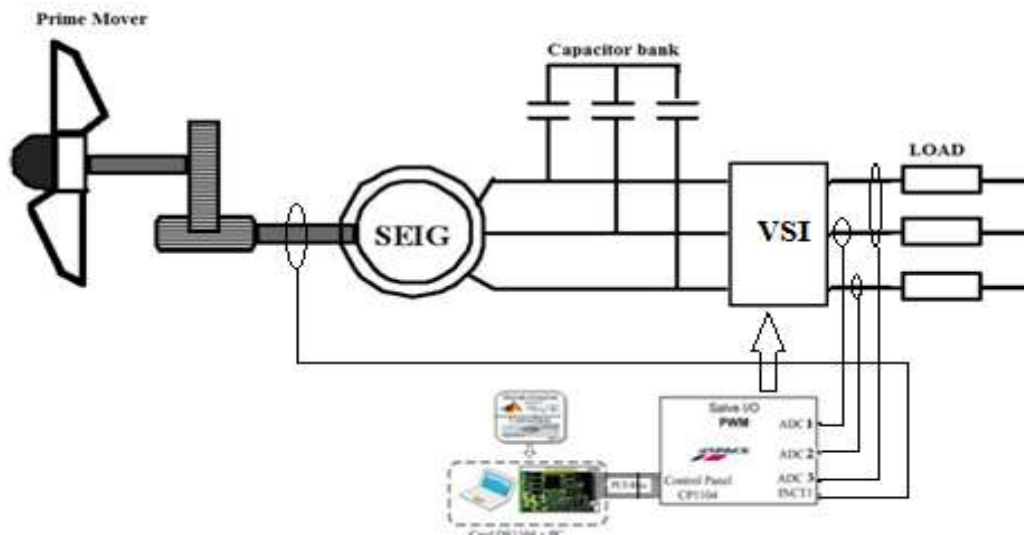 Prime Mover
Capacitor bank
LOAD
SEIG
VSI
Salve I/O
PWM
ADC 1
ADC 2
ADC 3
Control Panel
CP1104
INCT1